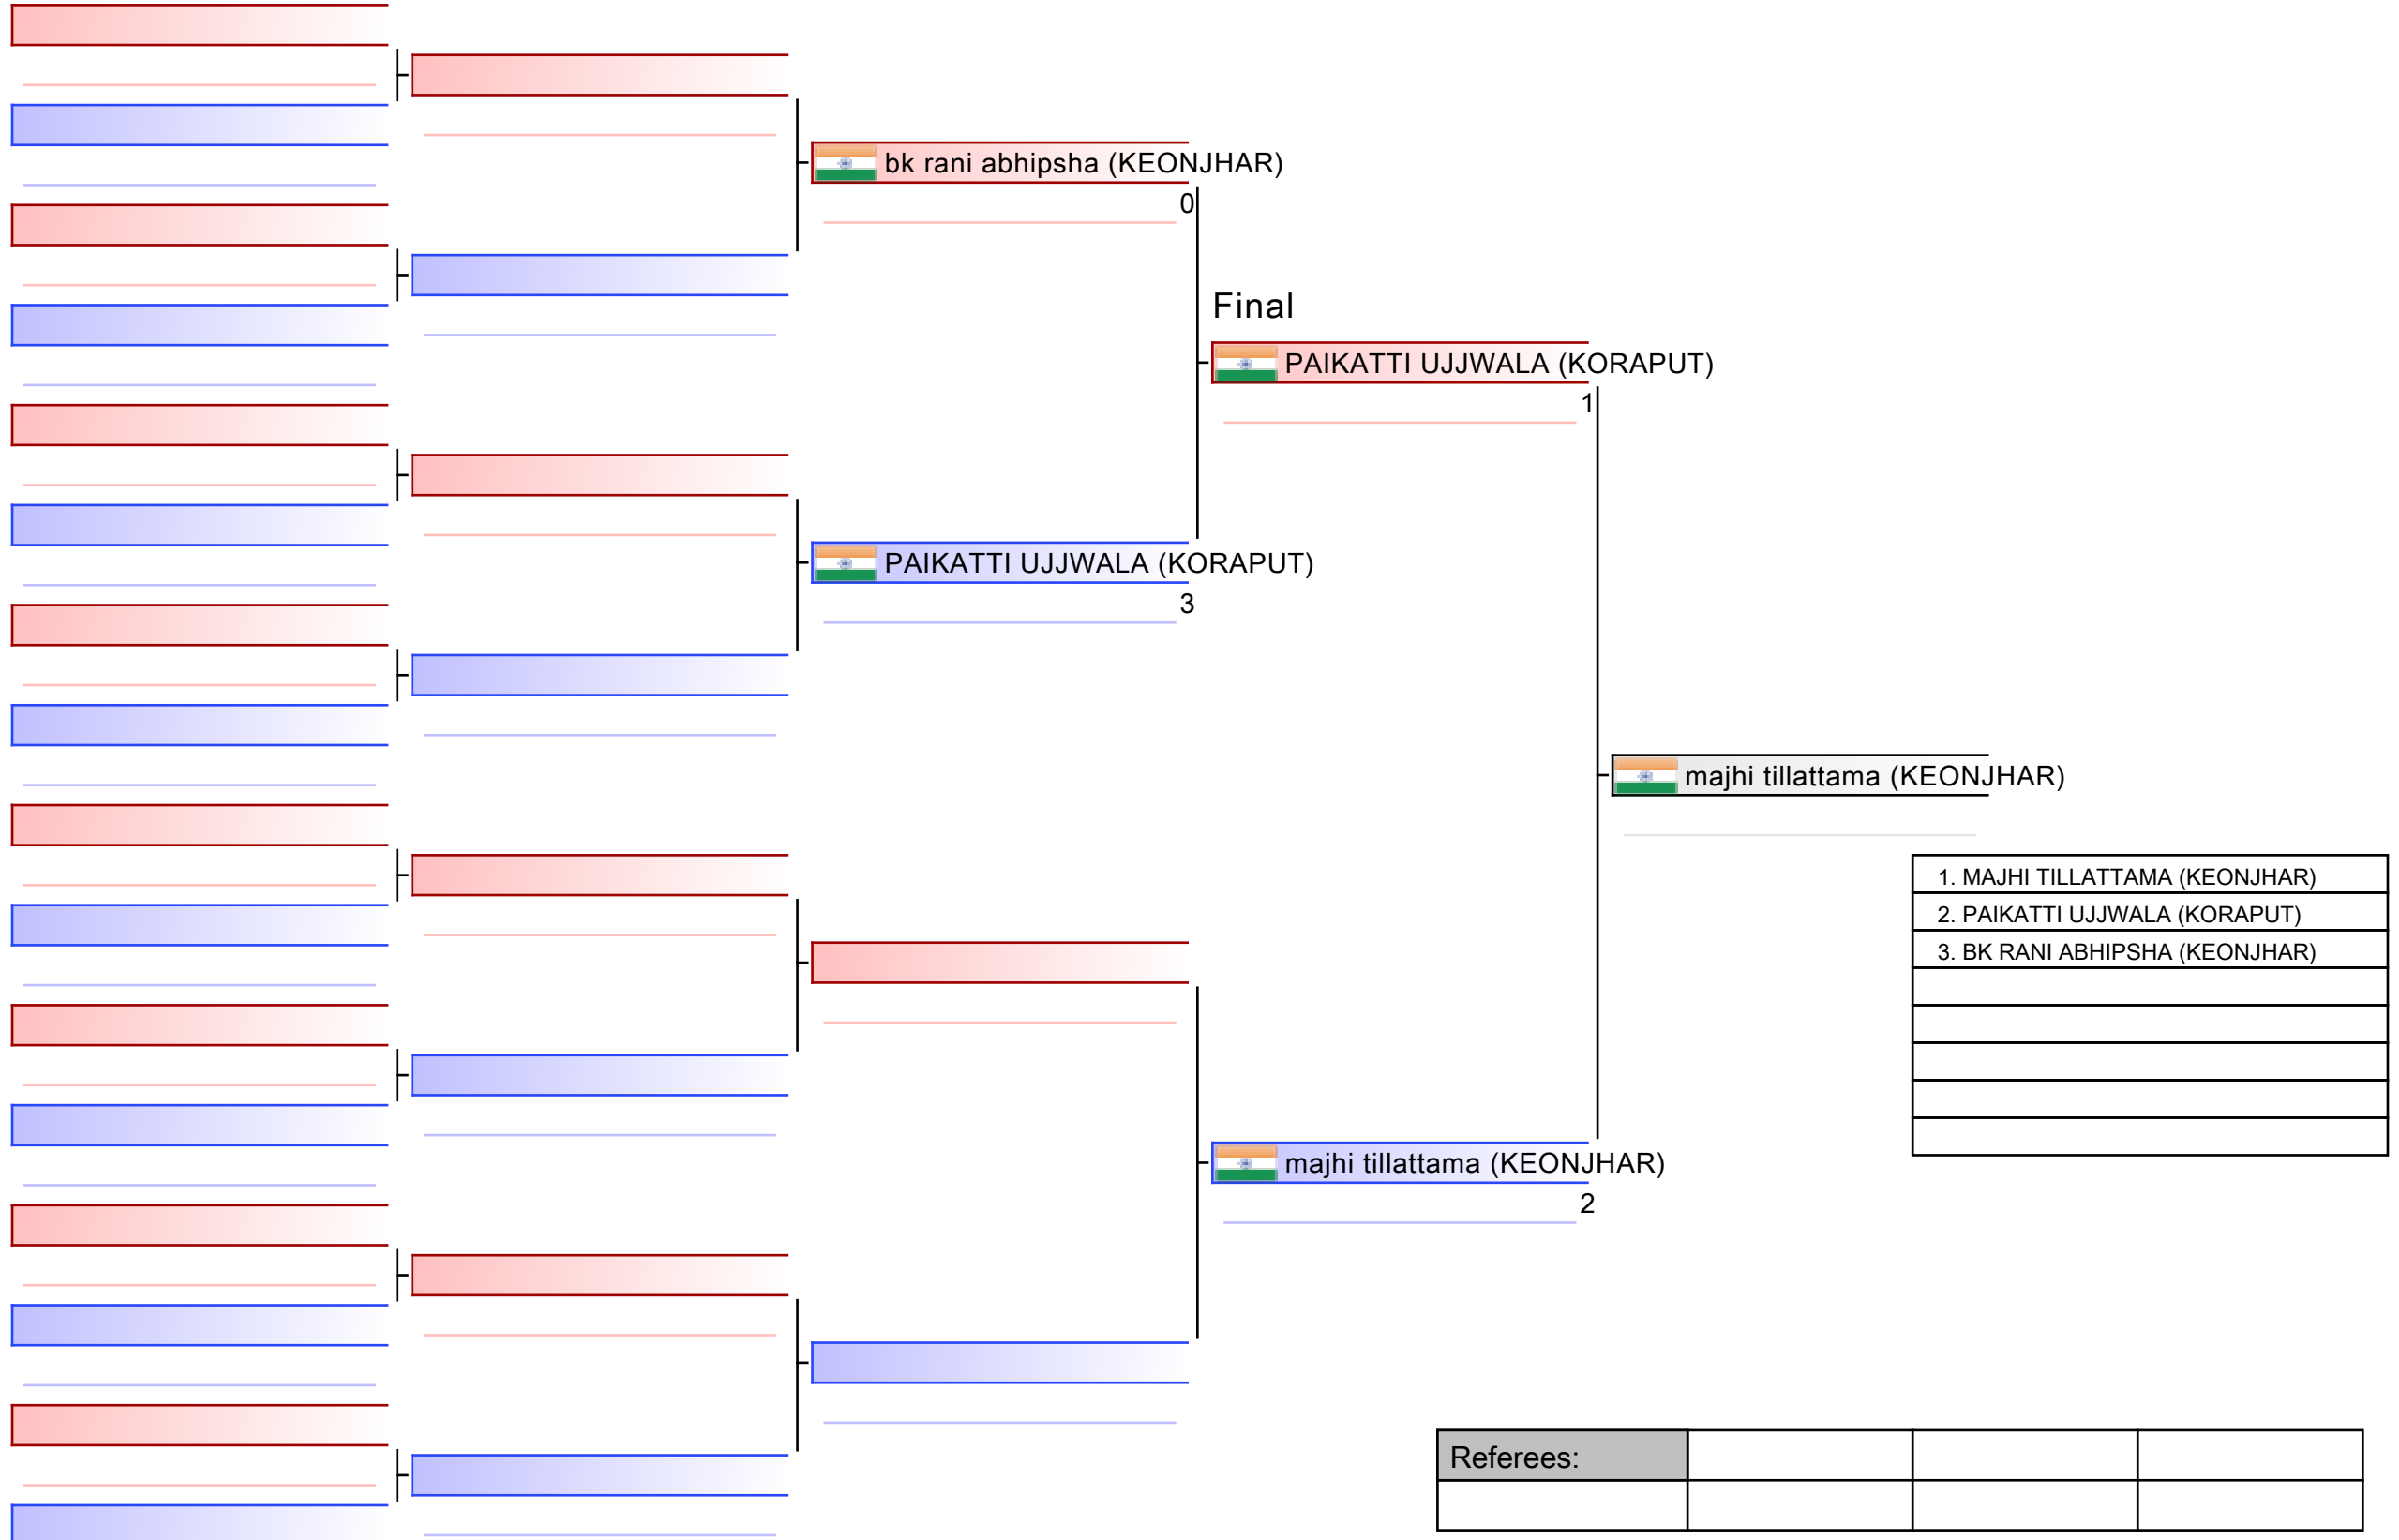 bk rani abhipsha (KEONJHAR)
0
Final
PAIKATTI UJJWALA (KORAPUT)
1
PAIKATTI UJJWALA (KORAPUT)
3
majhi tillattama (KEONJHAR)
1. MAJHI TILLATTAMA (KEONJHAR)
2. PAIKATTI UJJWALA (KORAPUT)
3. BK RANI ABHIPSHA (KEONJHAR)
majhi tillattama (KEONJHAR)
2
Referees: